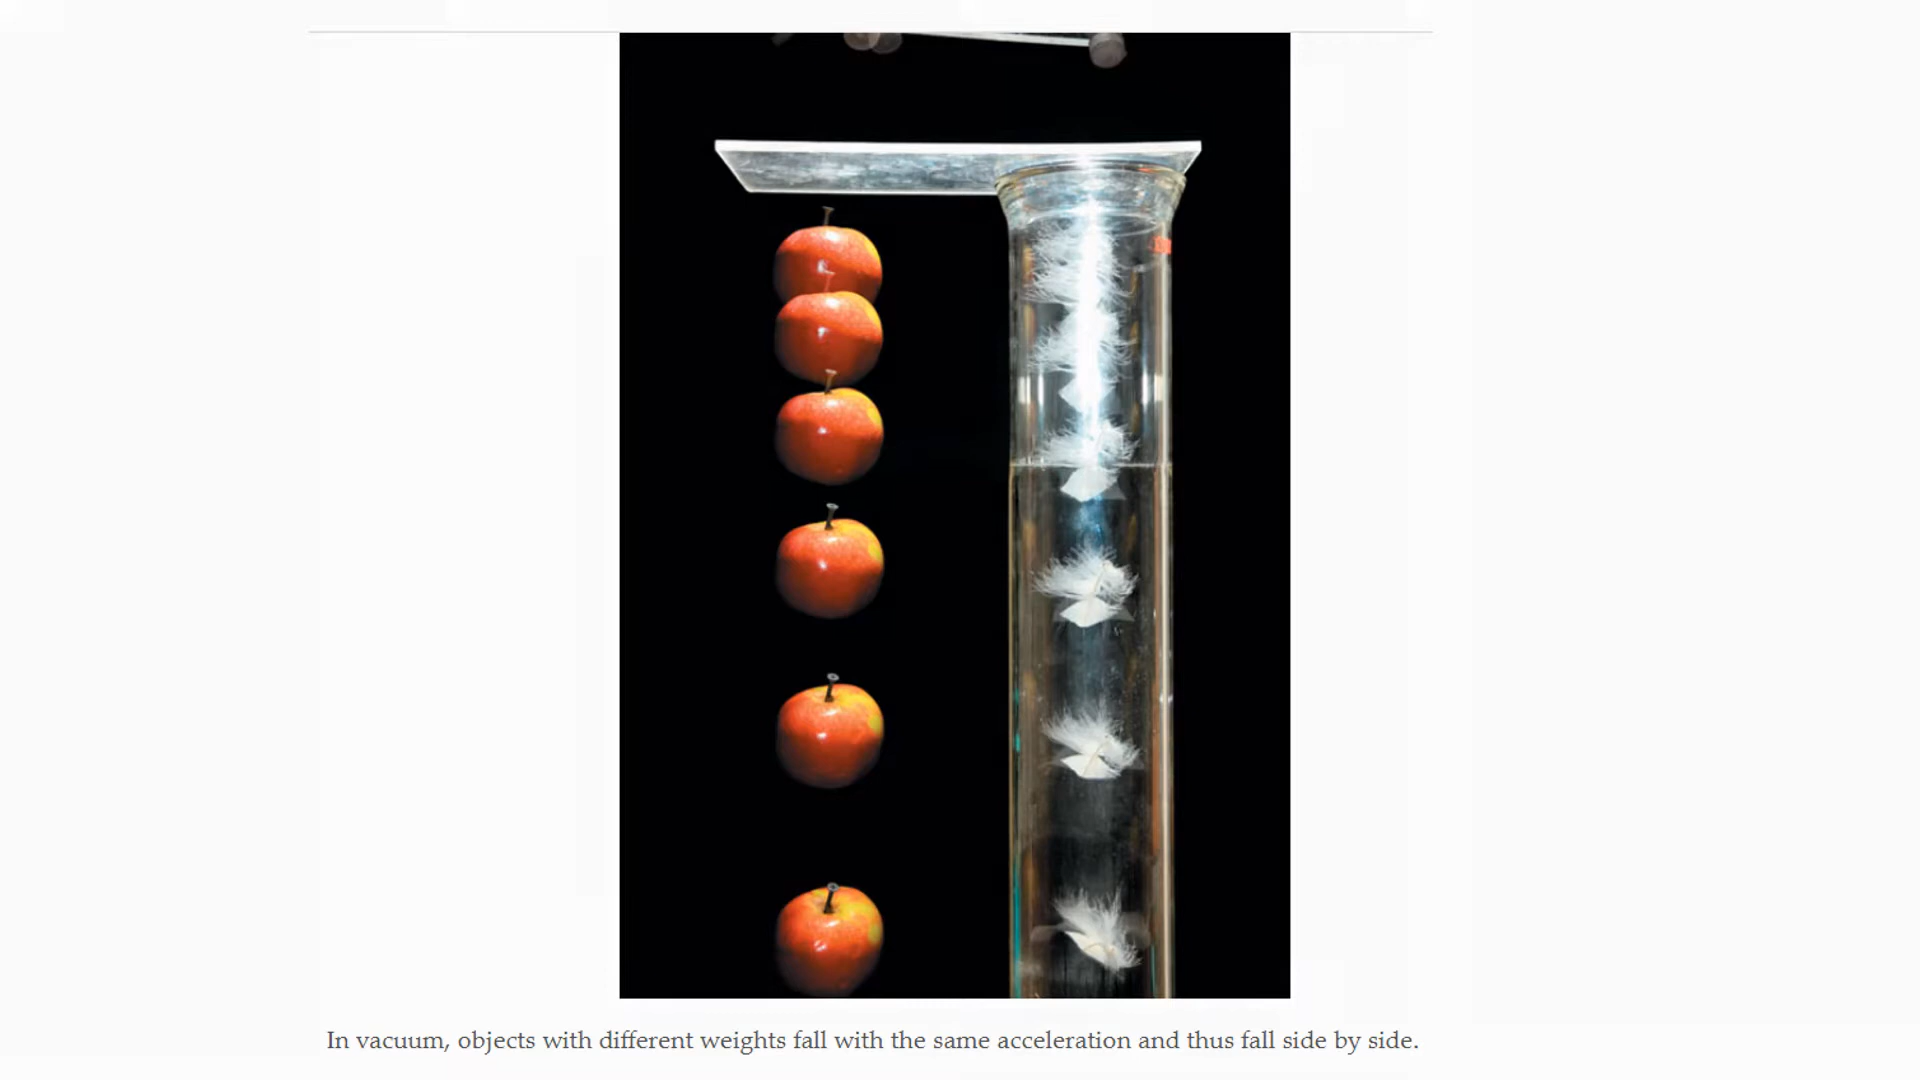 In vacuum, objects with different weights fall with the same acceleration and thus fall side by side.